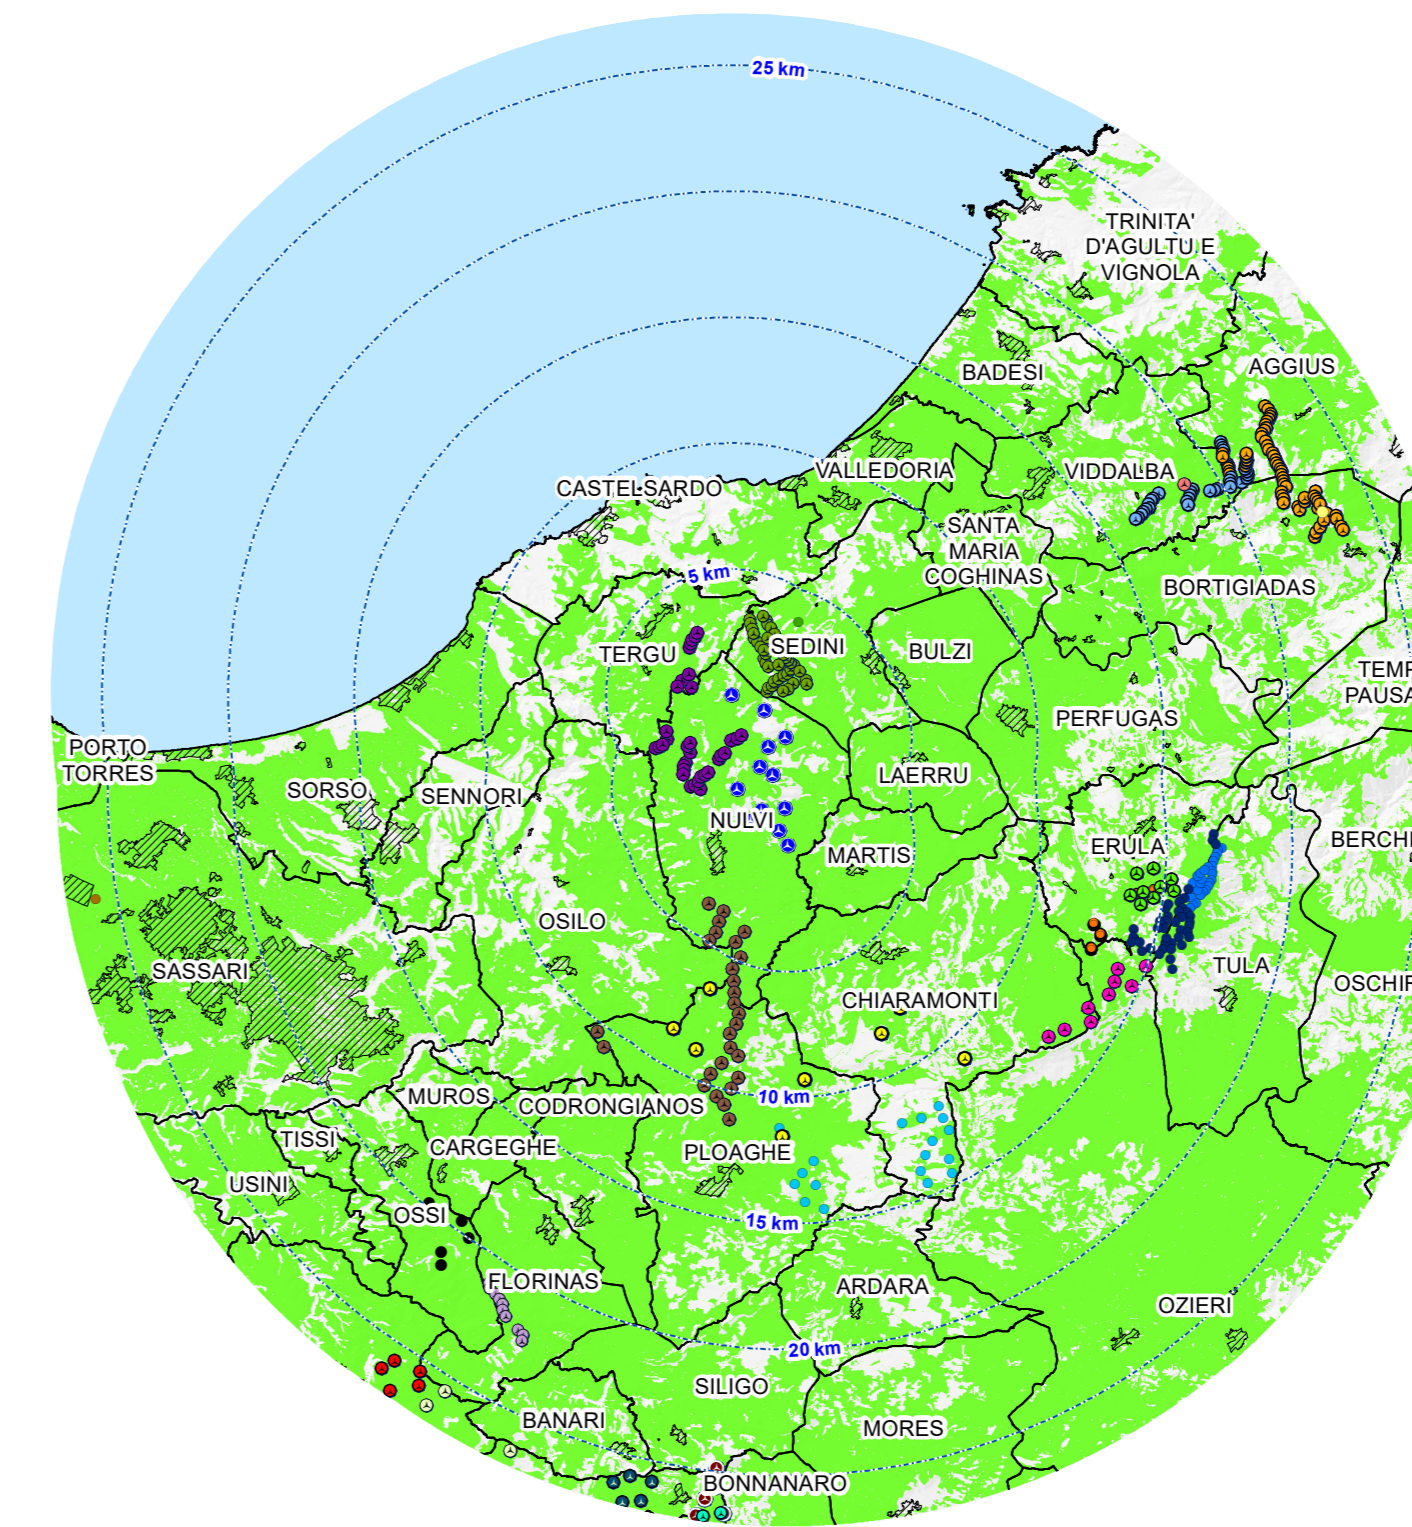 25 km
TRINITA'
D'AGULTU E
VIGNOLA
AGGIUS
BADESI
VALLEDORIA
VIDDALBA
CASTELSARDO
SANTA
MARIA
COGHINAS
5 km
BORTIGIADAS
TERGU
SEDINI
BULZI
TEMP
PAUSA
PERFUGAS
PORTO
TORRES
SORSO
SENNORI
LAERRU
NULVI
MARTIS
ERULA
BERCHI
OSILO
SASSARI
TULA
OSCHIR
CHIARAMONTI
MUROS
CODRONGIANOS
10 km
TISSI
CARGEGHE
PLOAGHE
USINI
OSSI
15 km
FLORINAS
ARDARA
OZIERI
20 km
SILIGO
BANARI
MORES
BONNANARO